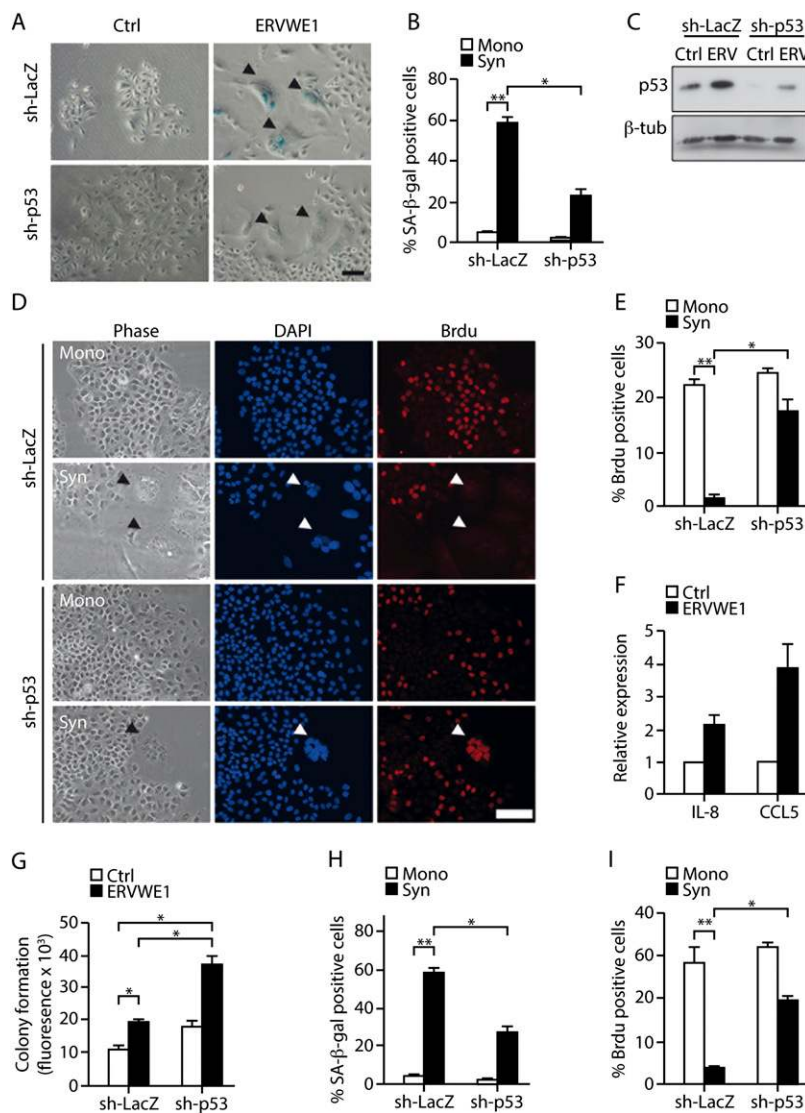 A
Ctrl
ERVWE1
sh-LacZ
sh-p53
B
Mono
Syn
% SA-β-gal positive cells
80
60
40
20
0
**
*
sh-LacZ
sh-p53
C
sh-LacZ sh-p53
Ctrl ERV Ctrl ERV
p53
β-tub
D
Phase
DAPI
Brdu
sh-LacZ
Mono
Syn
sh-p53
Mono
Syn
E
Mono
Syn
% Brdu positive cells
30
20
10
0
**
*
sh-LacZ
sh-p53
F
Ctrl
ERVWE1
Relative expression
5
4
3
2
1
0
IL-8
CCL5
G
Ctrl
ERVWE1
Colony formation
(fluoresence x 10³)
50
40
30
20
10
0
*
*
*
sh-LacZ
sh-p53
H
Mono
Syn
% SA-β-gal positive cells
80
60
40
20
0
**
*
sh-LacZ
sh-p53
I
Mono
Syn
% Brdu positive cells
40
60
20
10
0
**
*
sh-LacZ
sh-p53